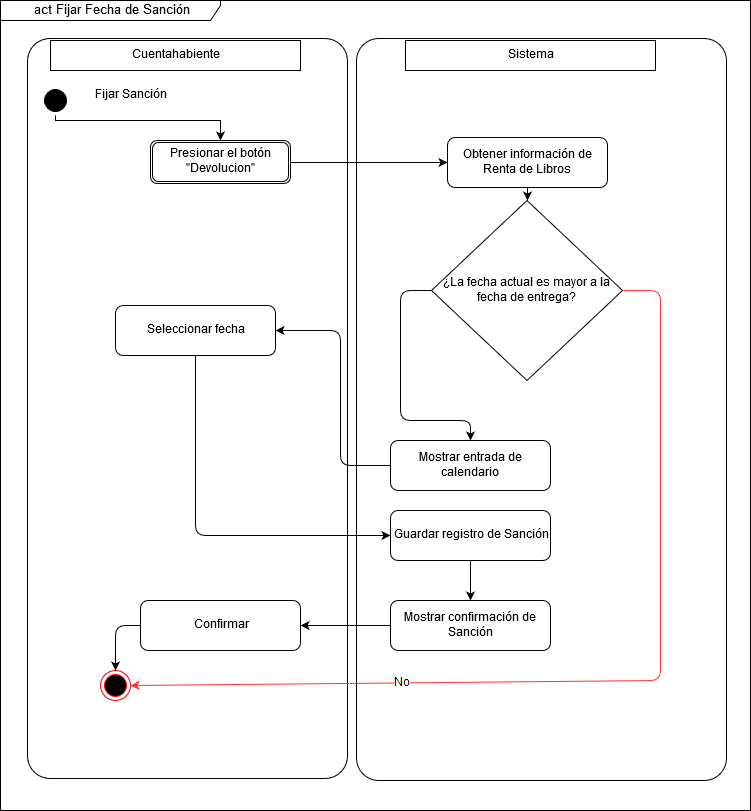 act Fijar Fecha de Sanción
Cuentahabiente
Sistema
Fijar Sanción
Presionar el botón
"Devolucion"
Obtener información de
Renta de Libros
¿La fecha actual es mayor a la
fecha de entrega?
Seleccionar fecha
Mostrar entrada de
calendario
Guardar registro de Sanción
Mostrar confirmación de
Sanción
Confirmar
No